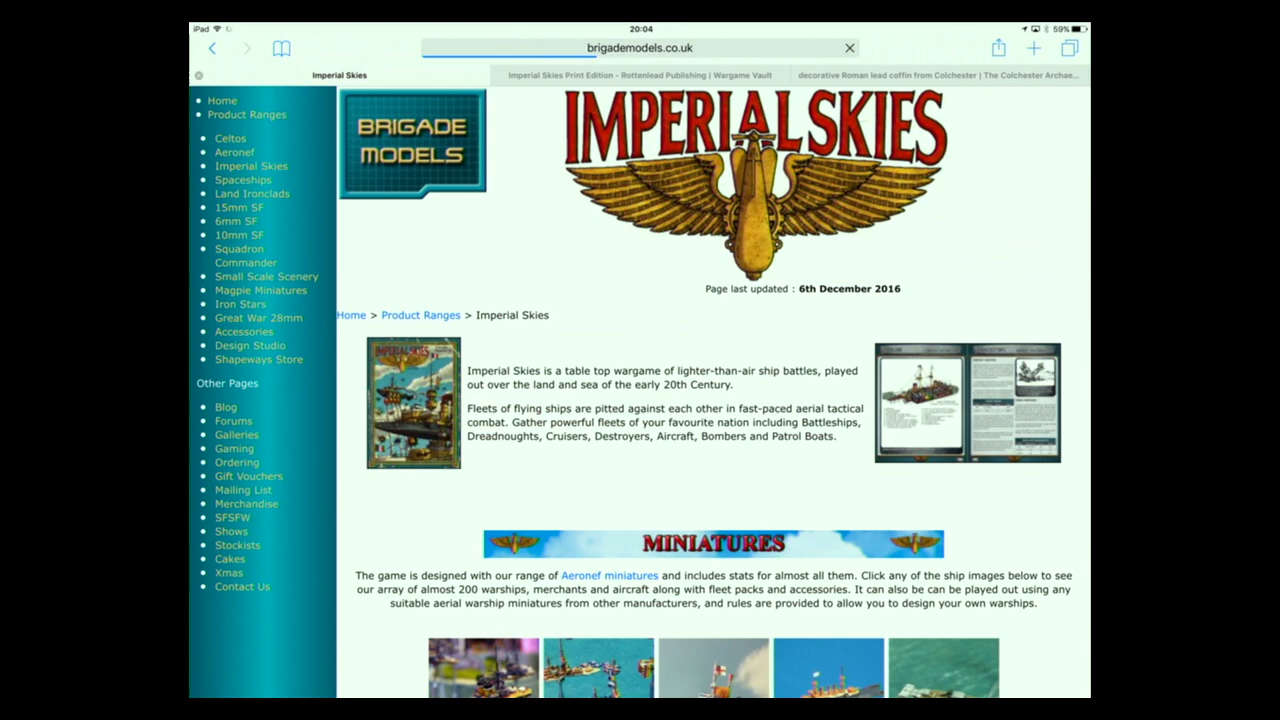 iPad
20:04
59%
brigademodels.co.uk
Imperial Skies
Imperial Skies Print Edition - Rottenlead Publishing | Wargame Vault
decorative Roman lead coffin from Colchester | The Colchester Archae...
Home
Product Ranges
Celtos
Aeronef
Imperial Skies
Spaceships
Land Ironclads
15mm SF
6mm SF
10mm SF
Squadron
Commander
Small Scale Scenery
Magpie Miniatures
Iron Stars
Great War 28mm
Accessories
Design Studio
Shapeways Store
Other Pages
Blog
Forums
Galleries
Gaming
Ordering
Gift Vouchers
Mailing List
Merchandise
SFSFW
Shows
Stockists
Cakes
Xmas
Contact Us
BRIGADE
MODELS
IMPERIAL SKIES
Page last updated : 6th December 2016
Home > Product Ranges > Imperial Skies
IMPERIAL SKIES
Imperial Skies is a table top wargame of lighter-than-air ship battles, played
out over the land and sea of the early 20th Century.
Fleets of flying ships are pitted against each other in fast-paced aerial tactical
combat. Gather powerful fleets of your favourite nation including Battleships,
Dreadnoughts, Cruisers, Destroyers, Aircraft, Bombers and Patrol Boats.
MINIATURES
The game is designed with our range of Aeronef miniatures and includes stats for almost all them. Click any of the ship images below to see
our array of almost 200 warships, merchants and aircraft along with fleet packs and accessories. It can also be can be played out using any
suitable aerial warship miniatures from other manufacturers, and rules are provided to allow you to design your own warships.